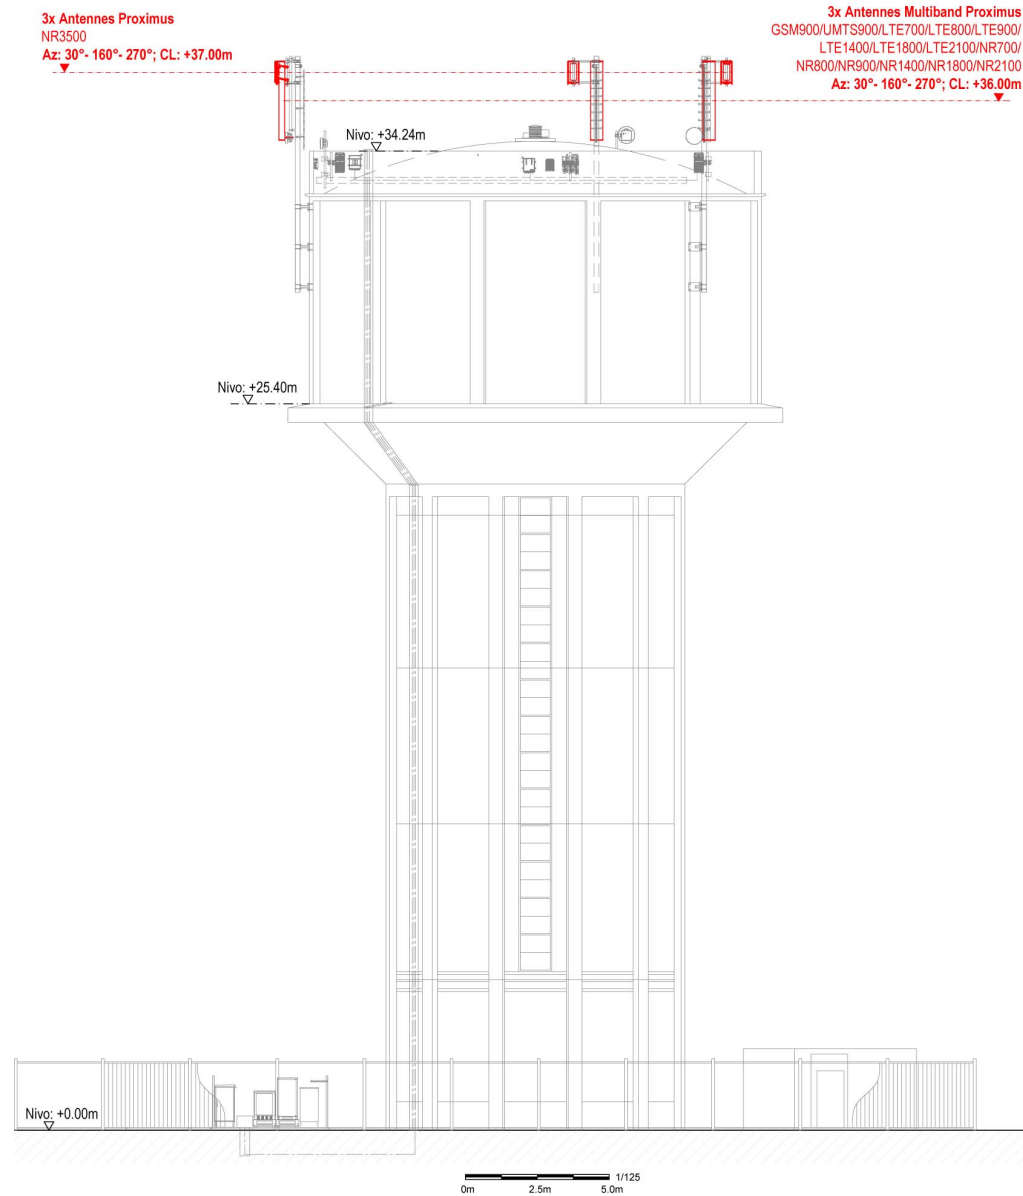 3x Antennes Proximus
NR3500
Az: 30°- 160°- 270°; CL: +37.00m
3x Antennes Multiband Proximus
GSM900/UMTS900/LTE700/LTE800/LTE900/
LTE1400/LTE1800/LTE2100/NR700/
NR800/NR900/NR1400/NR1800/NR2100
Az: 30°- 160°- 270°; CL: +36.00m
Nivo: +34.24m
Nivo: +25.40m
Nivo: +0.00m
1/125
0m 2.5m 5.0m